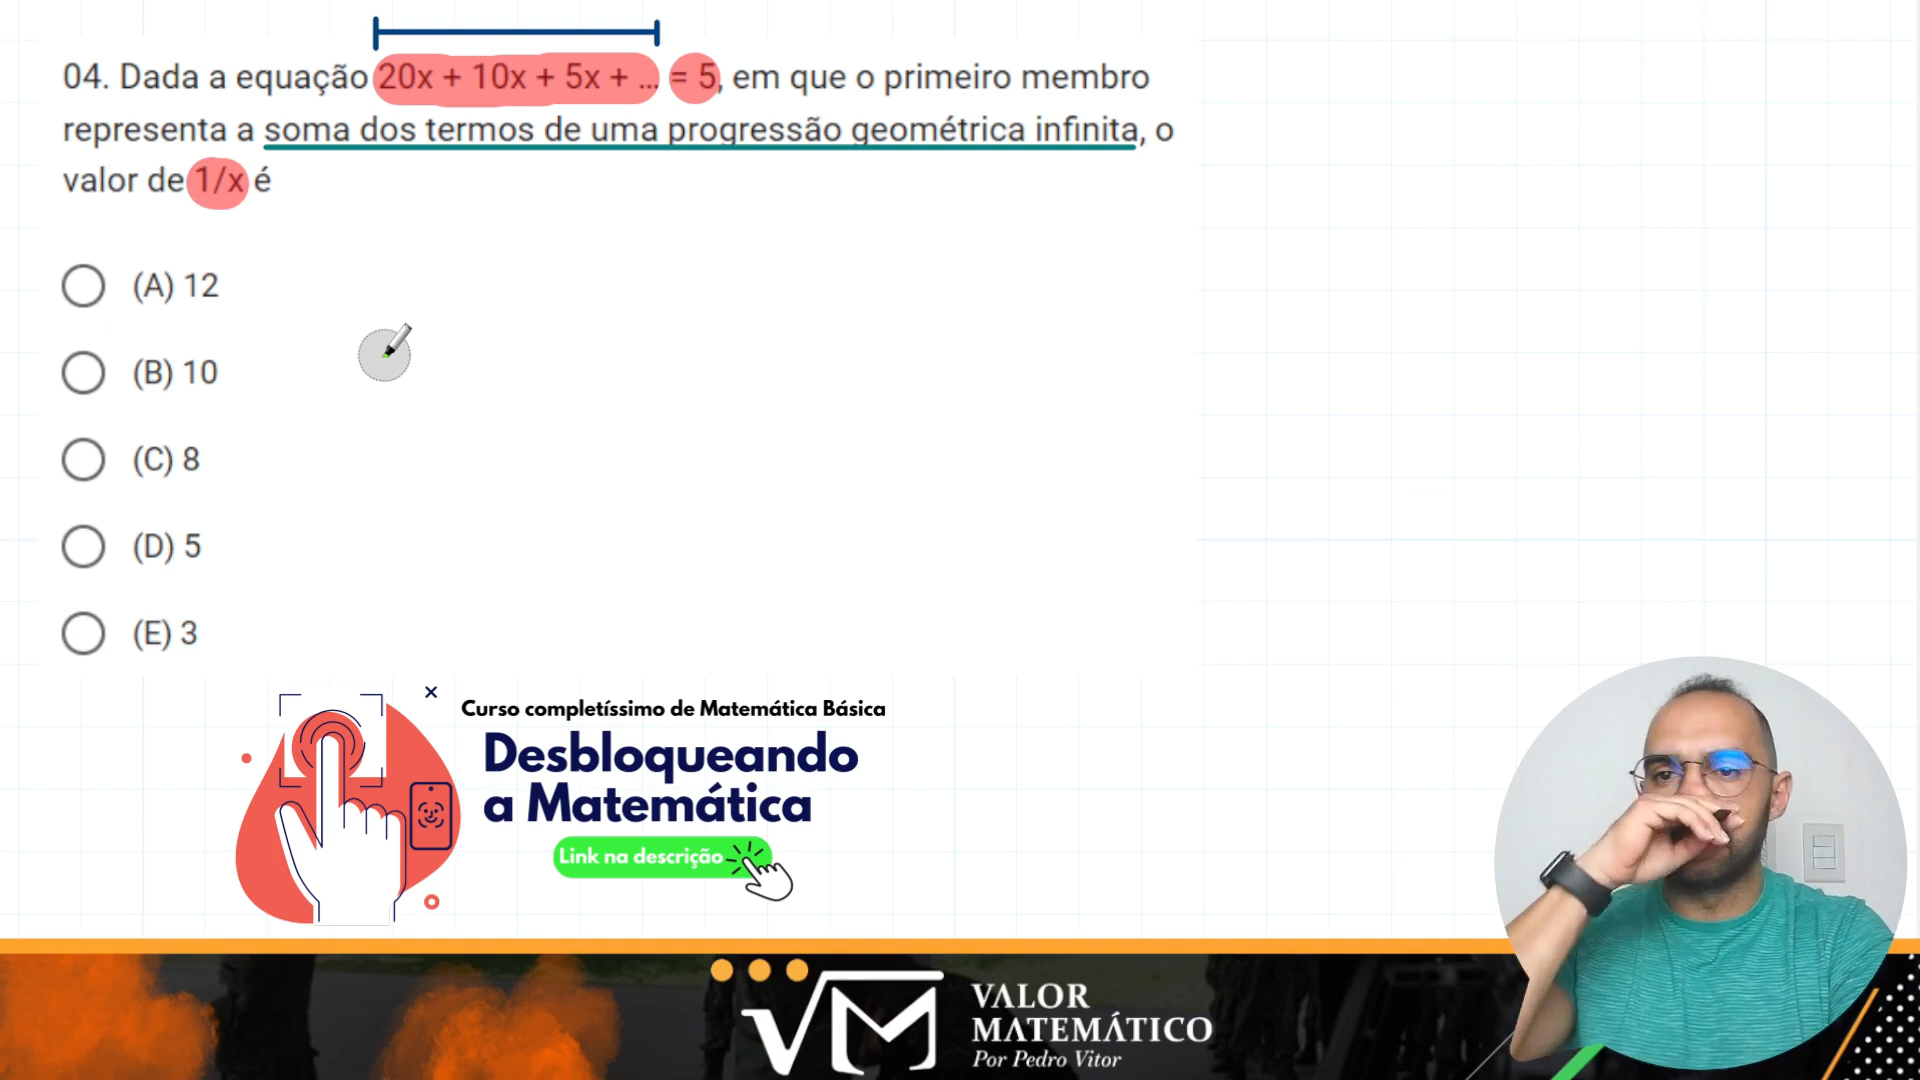 04. Dada a equação 20x + 10x + 5x + ... = 5, em que o primeiro membro
representa a soma dos termos de uma progressão geométrica infinita, o
valor de 1/x é
(A) 12
(B) 10
(C) 8
(D) 5
(E) 3
Curso completíssimo de Matemática Básica
Desbloqueando
a Matemática
Link na descrição
VALOR
MATEMÁTICO
Por Pedro Vitor